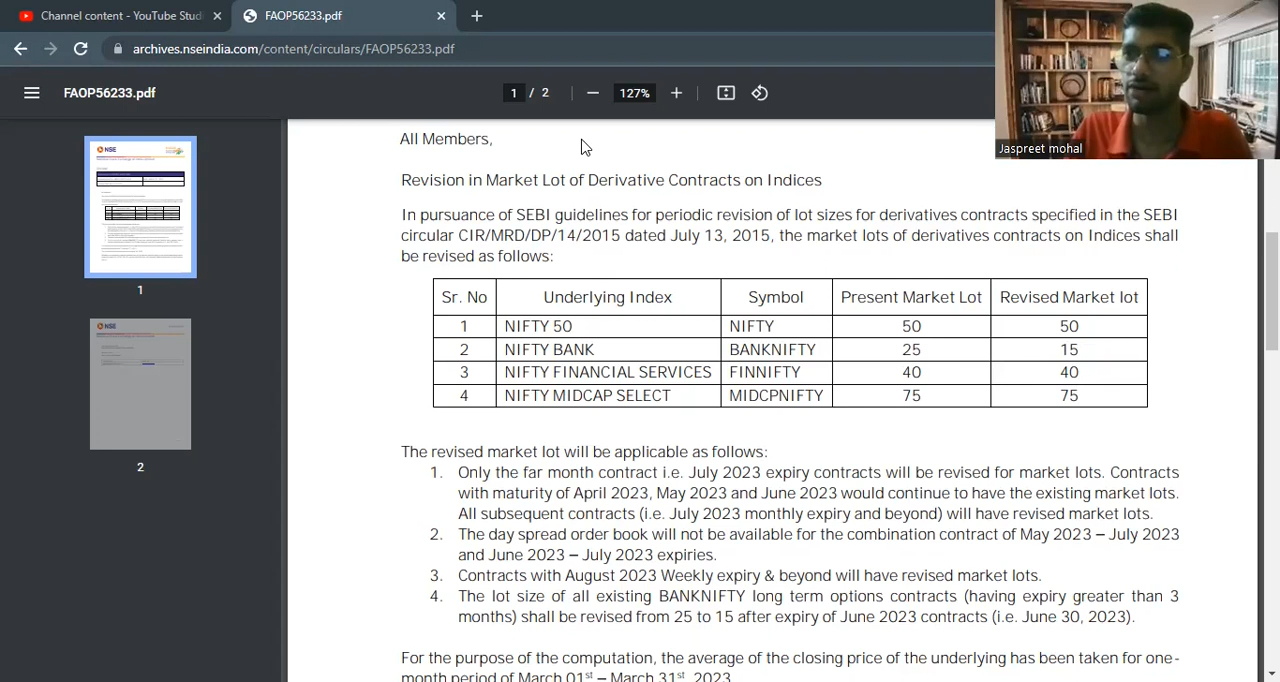 Channel content - YouTube Studi
FAOP56233.pdf
archives.nseindia.com/content/circulars/FAOP56233.pdf
FAOP56233.pdf
1 / 2
127%
Jaspreet mohal
NSE
1
NSE
2
All Members,
Revision in Market Lot of Derivative Contracts on Indices
In pursuance of SEBI guidelines for periodic revision of lot sizes for derivatives contracts specified in the SEBI
circular CIR/MRD/DP/14/2015 dated July 13, 2015, the market lots of derivatives contracts on Indices shall
be revised as follows:
Sr. No Underlying Index Symbol Present Market Lot Revised Market lot
1 NIFTY 50 NIFTY 50 50
2 NIFTY BANK BANKNIFTY 25 15
3 NIFTY FINANCIAL SERVICES FINNIFTY 40 40
4 NIFTY MIDCAP SELECT MIDCPNIFTY 75 75
The revised market lot will be applicable as follows:
1. Only the far month contract i.e. July 2023 expiry contracts will be revised for market lots. Contracts
with maturity of April 2023, May 2023 and June 2023 would continue to have the existing market lots.
All subsequent contracts (i.e. July 2023 monthly expiry and beyond) will have revised market lots.
2. The day spread order book will not be available for the combination contract of May 2023 – July 2023
and June 2023 – July 2023 expiries.
3. Contracts with August 2023 Weekly expiry & beyond will have revised market lots.
4. The lot size of all existing BANKNIFTY long term options contracts (having expiry greater than 3
months) shall be revised from 25 to 15 after expiry of June 2023 contracts (i.e. June 30, 2023).
For the purpose of the computation, the average of the closing price of the underlying has been taken for one-
month period of March 01st – March 31st, 2023.